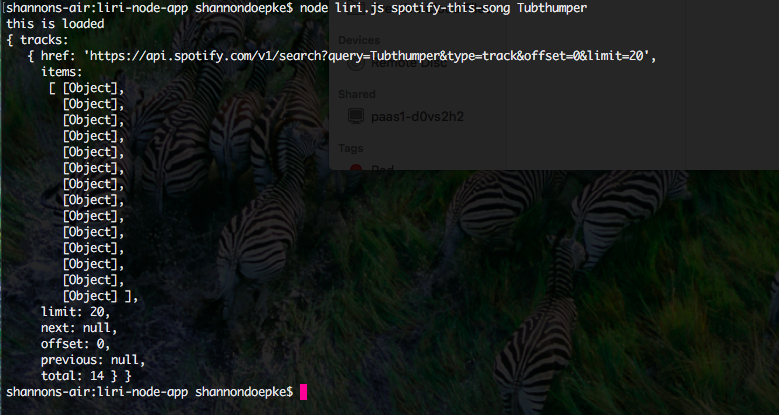 [shannons-air:liri-node-app shannondoepke$ node liri.js spotify-this-song Tubthumper
this is loaded
{ tracks:
{ href: 'https://api.spotify.com/v1/search?query=Tubthumper&type=track&offset=0&limit=20',
items:
[ [Object],
[Object],
[Object],
[Object],
[Object],
[Object],
[Object],
[Object],
[Object],
[Object],
[Object],
[Object],
[Object],
[Object] ],
limit: 20,
next: null,
offset: 0,
previous: null,
total: 14 } }
shannons-air:liri-node-app shannondoepke$
Devices
Remote Disc
Shared
paas1-d0vs2h2
Tags
Red